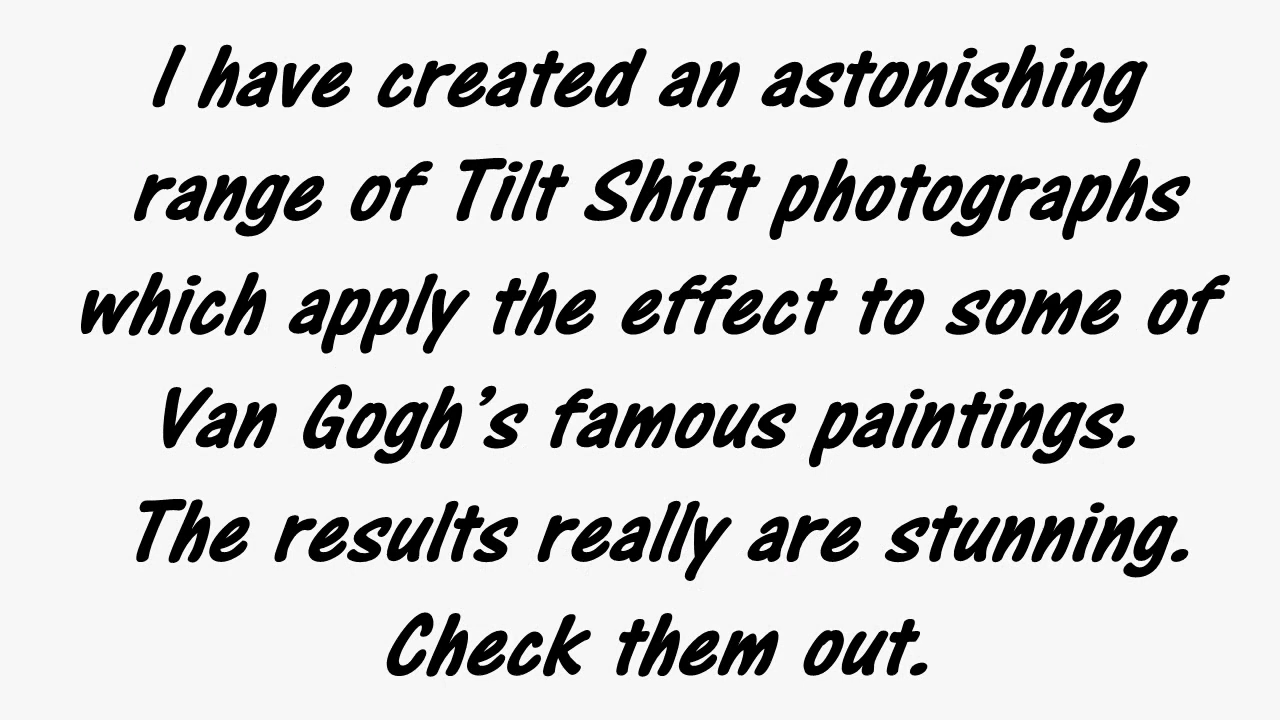 I have created an astonishing
range of Tilt Shift photographs
which apply the effect to some of
Van Gogh’s famous paintings.
The results really are stunning.
Check them out.